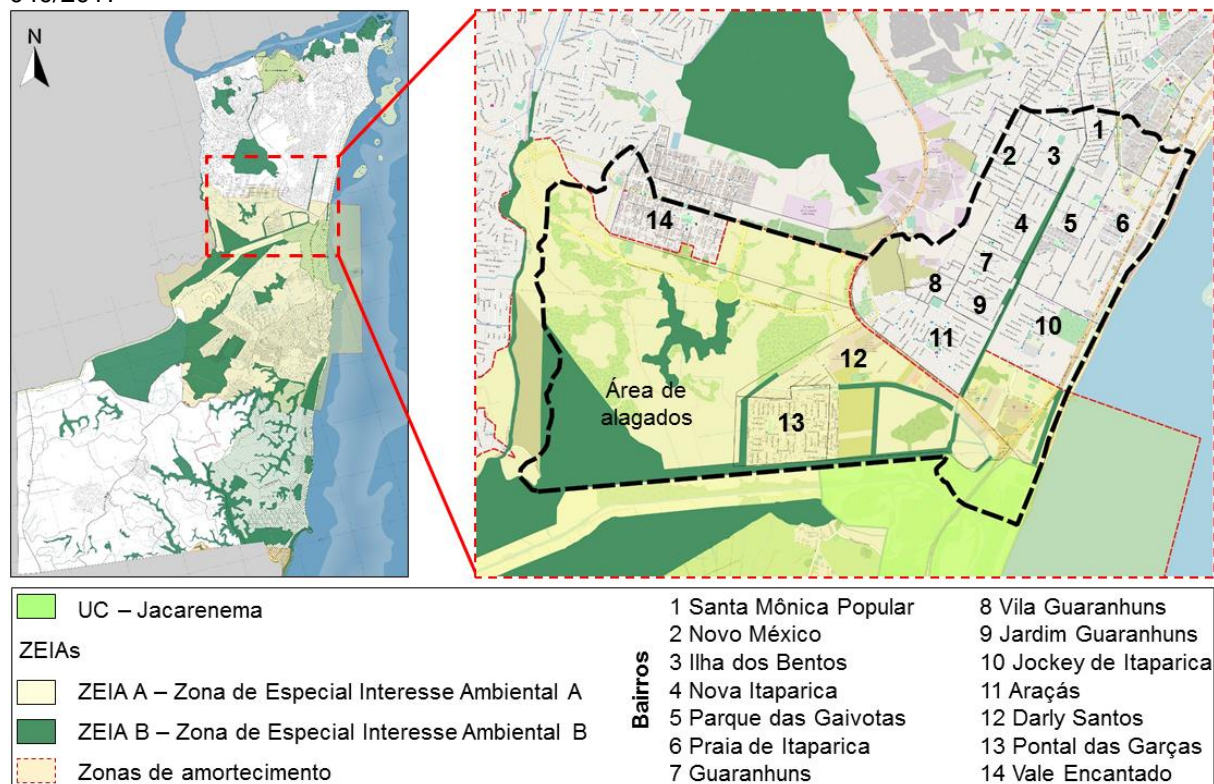 N
1
2
3
4
5
6
14
7
8
9
10
11
12
Área de
alagados
13
UC – Jacarenema
ZEIAs
ZEIA A – Zona de Especial Interesse Ambiental A
ZEIA B – Zona de Especial Interesse Ambiental B
Zonas de amortecimento
Bairros
1 Santa Mônica Popular
2 Novo México
3 Ilha dos Bentos
4 Nova Itaparica
5 Parque das Gaivotas
6 Praia de Itaparica
7 Guaranhuns
8 Vila Guaranhuns
9 Jardim Guaranhuns
10 Jockey de Itaparica
11 Araçás
12 Darly Santos
13 Pontal das Garças
14 Vale Encantado